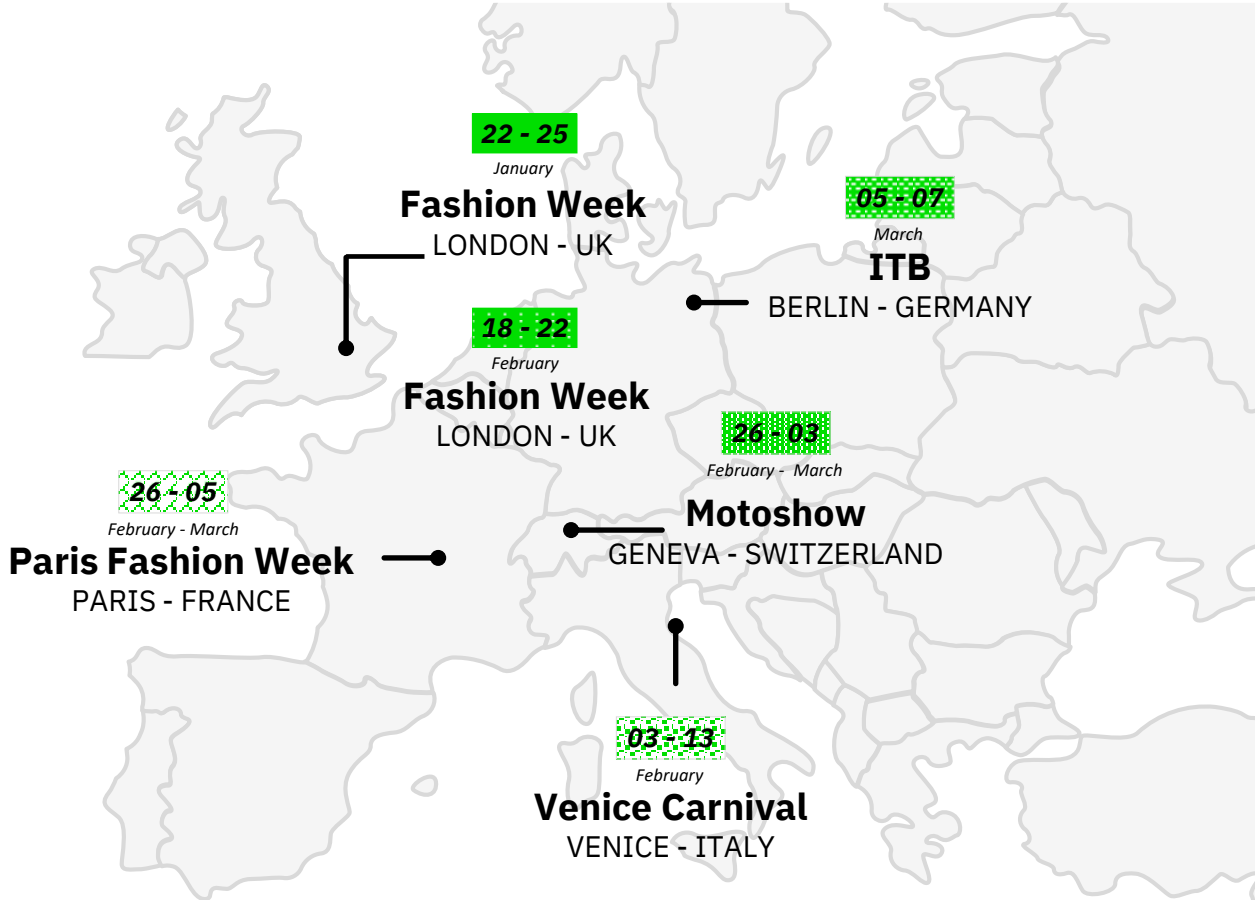 22 - 25
January
Fashion Week
LONDON - UK
05 - 07
March
ITB
BERLIN - GERMANY
18 - 22
February
Fashion Week
LONDON - UK
26 - 03
February -  March
Motoshow
GENEVA - SWITZERLAND
26 - 05
February - March
Paris Fashion Week
PARIS - FRANCE
03 - 13
February
Venice Carnival
VENICE - ITALY